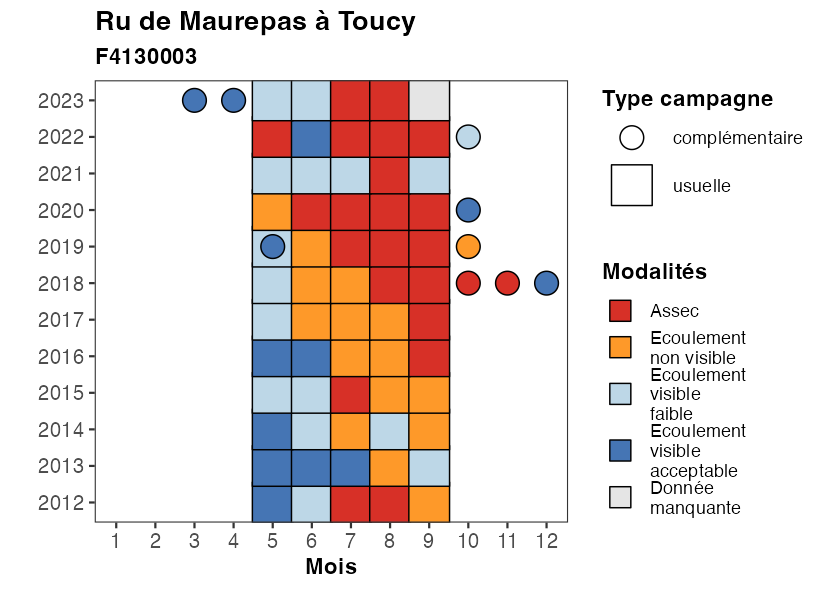 Ru de Maurepas à Toucy
F4130003
2023
2022
2021
2020
2019
2018
2017
2016
2015
2014
2013
2012
1 2 3 4 5 6 7 8 9 10 11 12
Mois
Type campagne
complémentaire
usuelle
Modalités
Assec
Ecoulement
non visible
Ecoulement
visible
faible
Ecoulement
visible
acceptable
Donnée
manquante